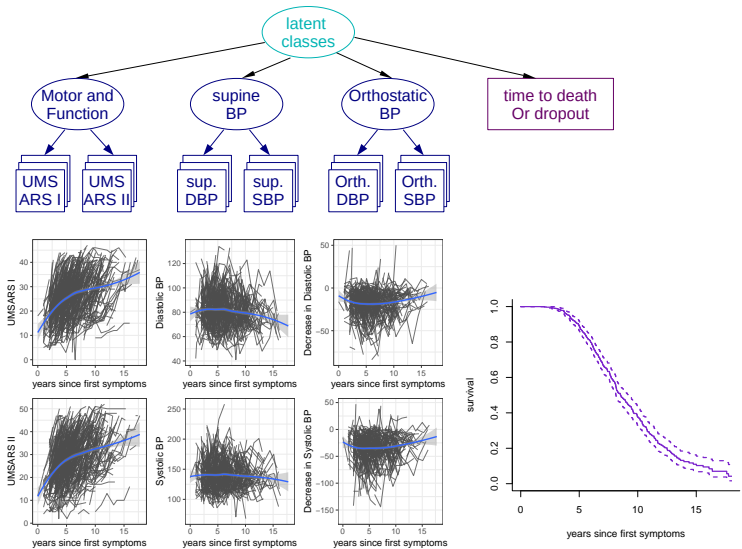 latent
classes
Motor and
Function
supine
BP
Orthostatic
BP
time to death
Or dropout
UMS
ARS I
UMS
ARS II
sup.
DBP
sup.
SBP
Orth.
DBP
Orth.
SBP
UMSARS I
40
30
20
10
0
0 5 10 15
years since first symptoms
Diastolic BP
120
100
80
60
40
0 5 10 15
years since first symptoms
Decrease in Diastolic BP
50
0
−50
0 5 10 15
years since first symptoms
UMSARS II
50
40
30
20
10
0
0 5 10 15
years since first symptoms
Systolic BP
250
200
150
100
0 5 10 15
years since first symptoms
Decrease in Systolic BP
50
0
−50
−100
−150
0 5 10 15
years since first symptoms
survival
1.0
0.8
0.6
0.4
0.2
0.0
0 5 10 15
years since first symptoms